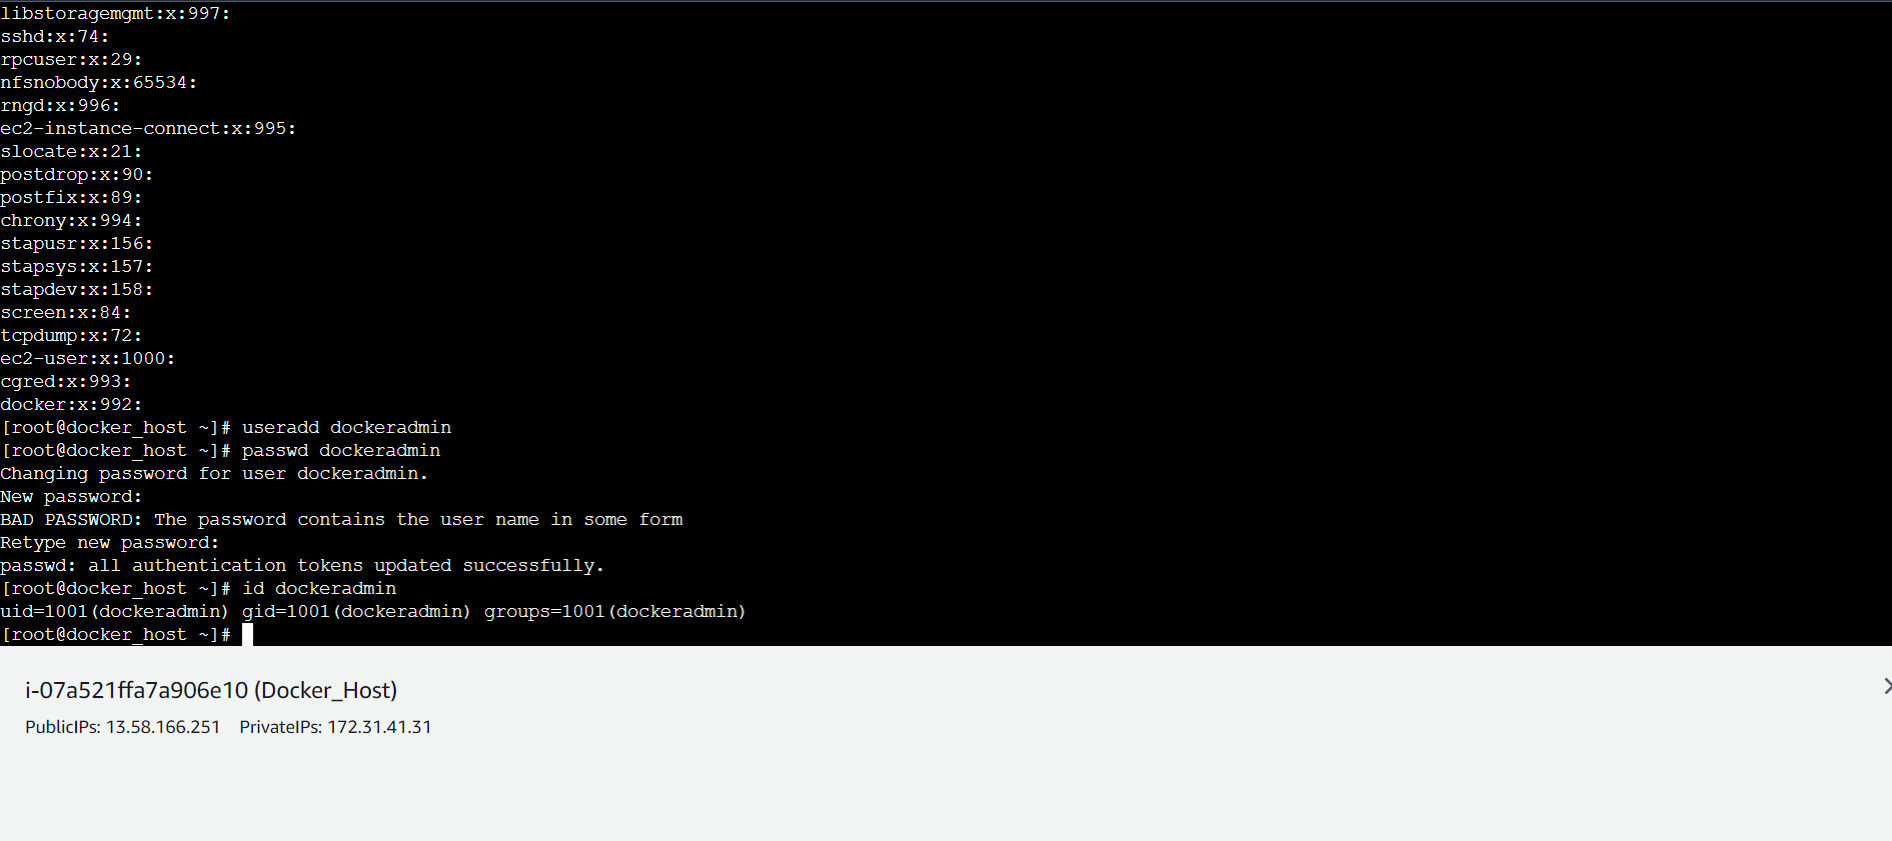 libstoragemgmt:x:997:
sshd:x:74:
rpcuser:x:29:
nfsnobody:x:65534:
rngd:x:996:
ec2-instance-connect:x:995:
slocate:x:21:
postdrop:x:90:
postfix:x:89:
chrony:x:994:
stapusr:x:156:
stapsys:x:157:
stapdev:x:158:
screen:x:84:
tcpdump:x:72:
ec2-user:x:1000:
cgred:x:993:
docker:x:992:
[root@docker_host ~]# useradd dockeradmin
[root@docker_host ~]# passwd dockeradmin
Changing password for user dockeradmin.
New password:
BAD PASSWORD: The password contains the user name in some form
Retype new password:
passwd: all authentication tokens updated successfully.
[root@docker_host ~]# id dockeradmin
uid=1001(dockeradmin) gid=1001(dockeradmin) groups=1001(dockeradmin)
[root@docker_host ~]#
i-07a521ffa7a906e10 (Docker_Host)
PublicIPs: 13.58.166.251 PrivateIPs: 172.31.41.31